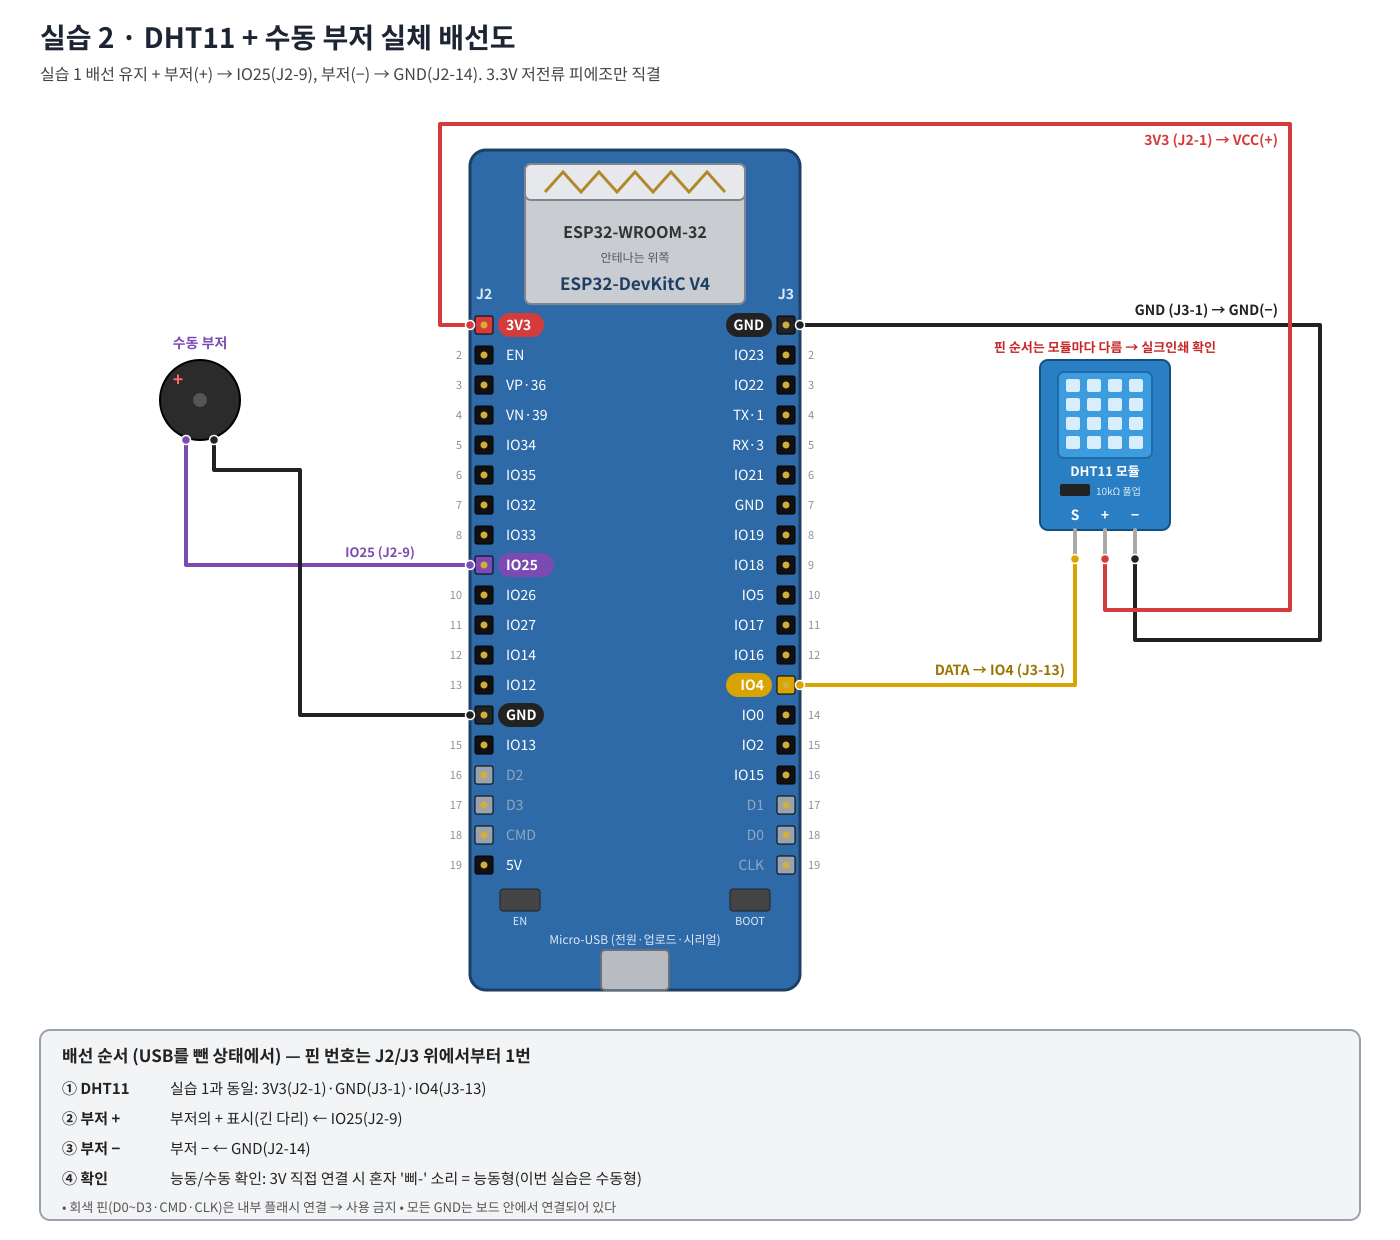 실습 2 · DHT11 + 수동 부저 실체 배선도
실습 1 배선 유지 + 부저(+) → IO25(J2-9), 부저(−) → GND(J2-14). 3.3V 저전류 피에조만 직결
3V3 (J2-1) → VCC(+)
ESP32-WROOM-32
안테나는 위쪽
ESP32-DevKitC V4
J2 J3
GND (J3-1) → GND(−)
3V3 GND
수동 부저
+
핀 순서는 모듈마다 다름 → 실크인쇄 확인
2 EN IO23 2
3 VP·36 IO22 3
4 VN·39 TX·1 4
5 IO34 RX·3 5
6 IO35 IO21 6
7 IO32 GND 7
8 IO33 IO19 8
DHT11 모듈
10kΩ 풀업
S + −
IO25 (J2-9)
IO25 IO18 9
10 IO26 IO5 10
11 IO27 IO17 11
12 IO14 IO16 12
DATA → IO4 (J3-13)
13 IO12 IO4
GND IO0 14
15 IO13 IO2 15
16 D2 IO15 16
17 D3 D1 17
18 CMD D0 18
19 5V CLK 19
EN BOOT
Micro-USB (전원·업로드·시리얼)
배선 순서 (USB를 뺀 상태에서) — 핀 번호는 J2/J3 위에서부터 1번
① DHT11 실습 1과 동일: 3V3(J2-1)·GND(J3-1)·IO4(J3-13)
② 부저 + 부저의 + 표시(긴 다리) ← IO25(J2-9)
③ 부저 − 부저 − ← GND(J2-14)
④ 확인 능동/수동 확인: 3V 직접 연결 시 혼자 '삐-' 소리 = 능동형(이번 실습은 수동형)
• 회색 핀(D0~D3·CMD·CLK)은 내부 플래시 연결 → 사용 금지 • 모든 GND는 보드 안에서 연결되어 있다